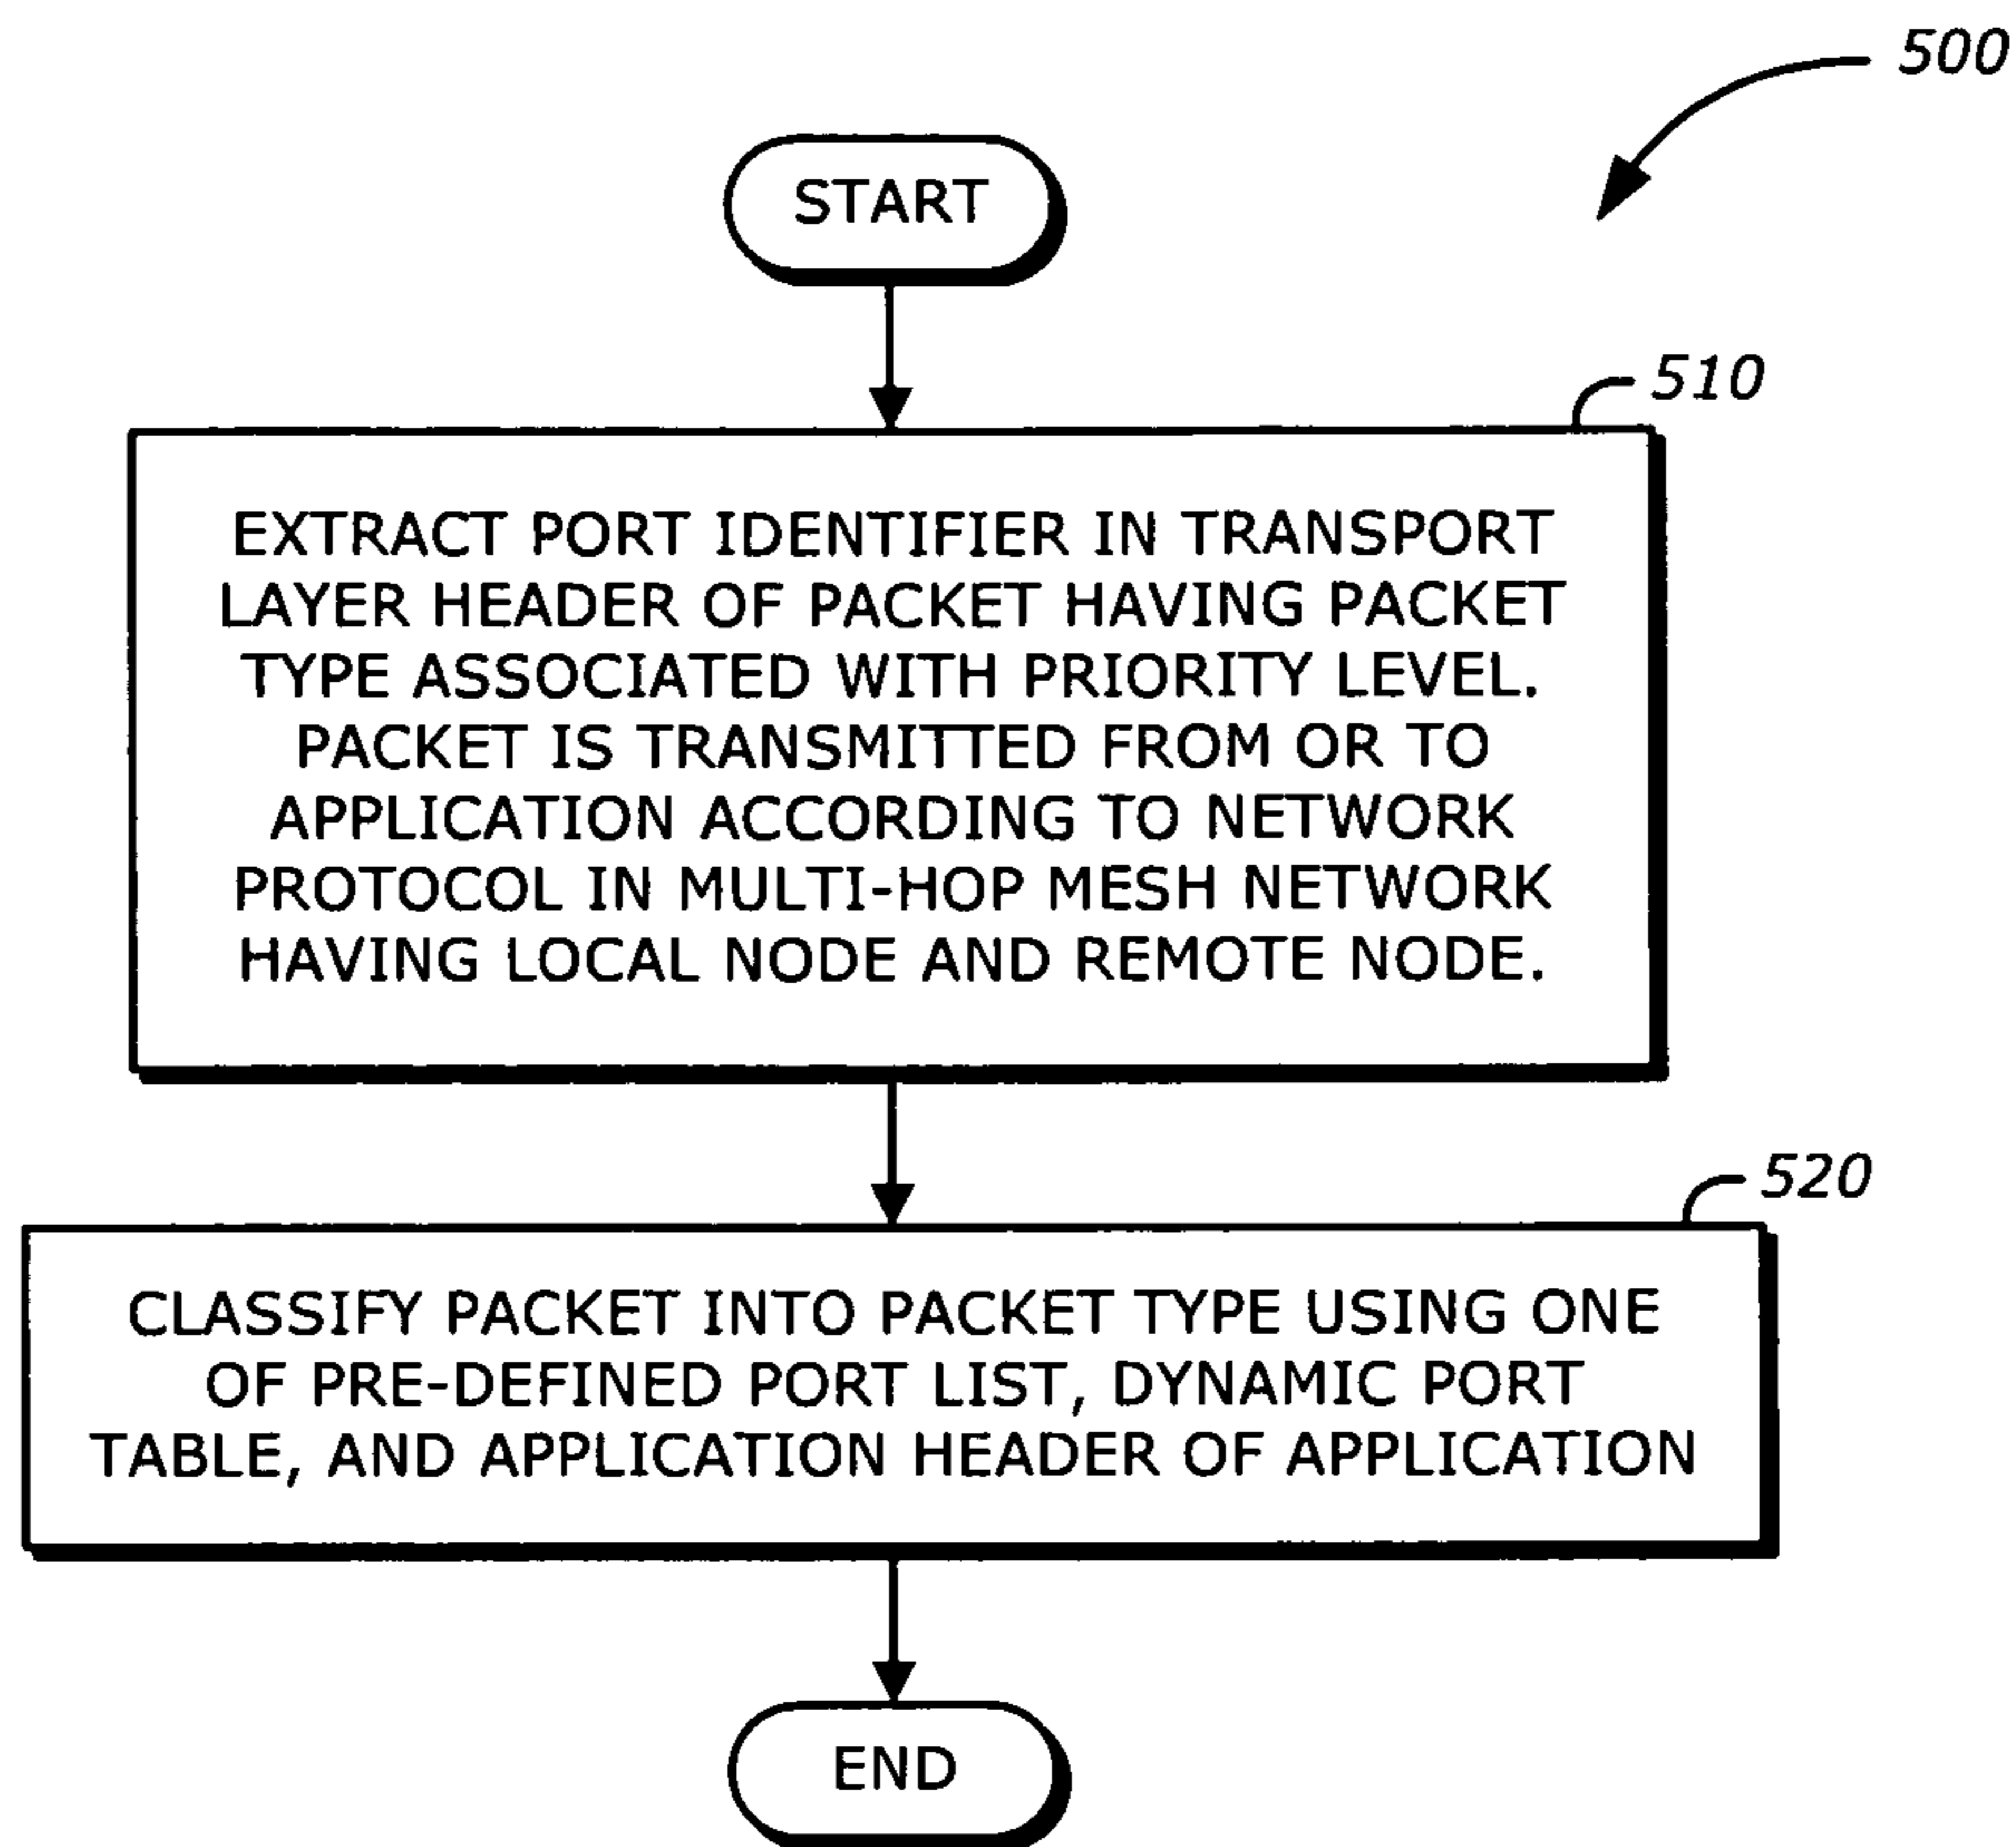 500
START
510
EXTRACT PORT IDENTIFIER IN TRANSPORT
LAYER HEADER OF PACKET HAVING PACKET
TYPE ASSOCIATED WITH PRIORITY LEVEL.
PACKET IS TRANSMITTED FROM OR TO
APPLICATION ACCORDING TO NETWORK
PROTOCOL IN MULTI-HOP MESH NETWORK
HAVING LOCAL NODE AND REMOTE NODE.
520
CLASSIFY PACKET INTO PACKET TYPE USING ONE
OF PRE-DEFINED PORT LIST, DYNAMIC PORT
TABLE, AND APPLICATION HEADER OF APPLICATION
END